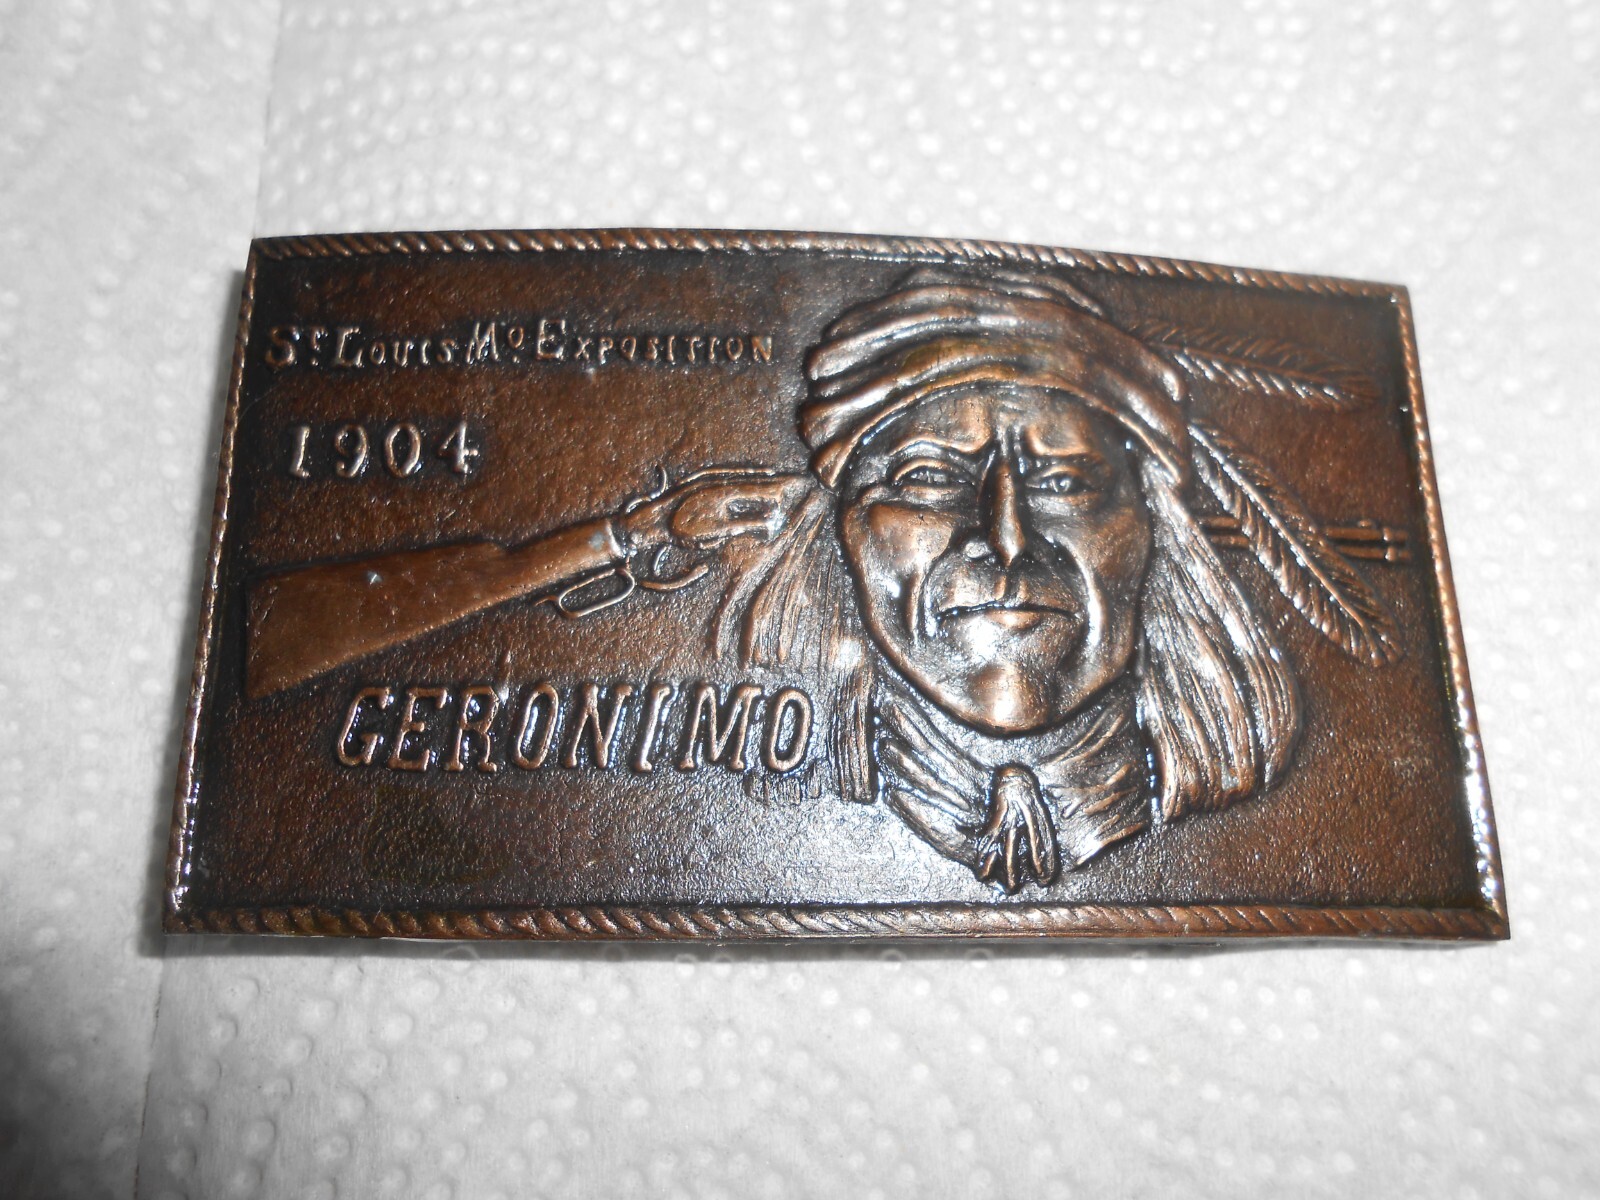 St Louis Mo Exposition
1904
GERONIMO